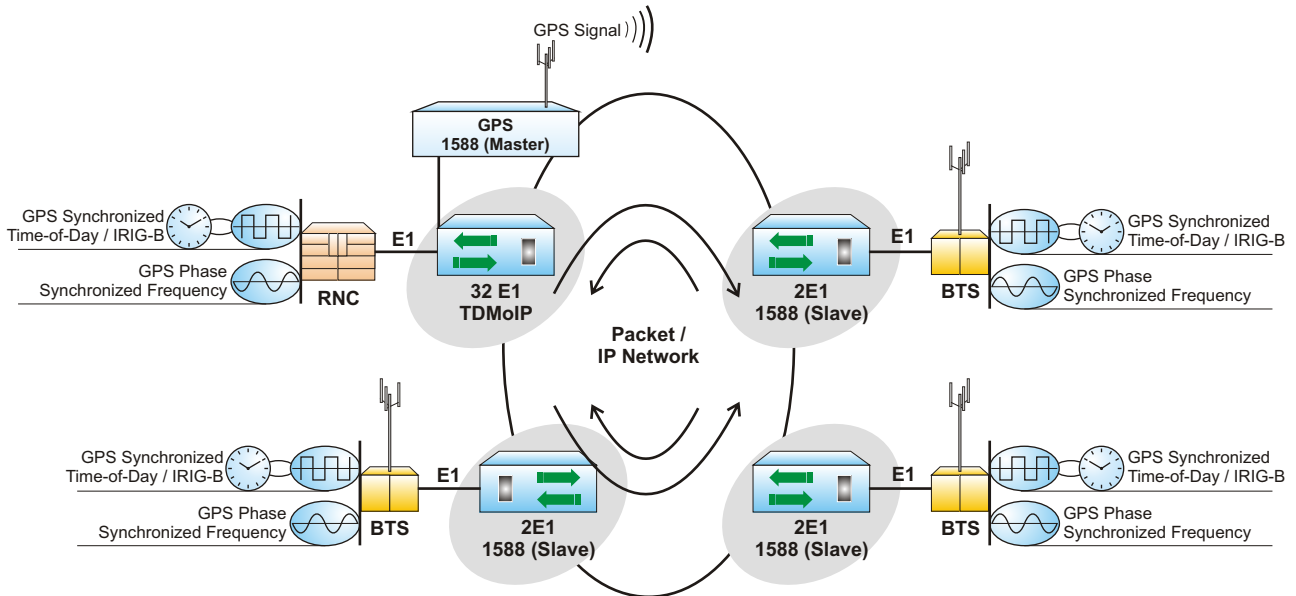 GPS Signal
GPS
1588 (Master)
GPS Synchronized
Time-of-Day / IRIG-B
GPS Phase
Synchronized Frequency
RNC
E1
32 E1
TDMoIP
Packet /
IP Network
2E1
1588 (Slave)
E1
BTS
GPS Synchronized
Time-of-Day / IRIG-B
GPS Phase
Synchronized Frequency
GPS Synchronized
Time-of-Day / IRIG-B
GPS Phase
Synchronized Frequency
BTS
E1
2E1
1588 (Slave)
2E1
1588 (Slave)
E1
BTS
GPS Synchronized
Time-of-Day / IRIG-B
GPS Phase
Synchronized Frequency